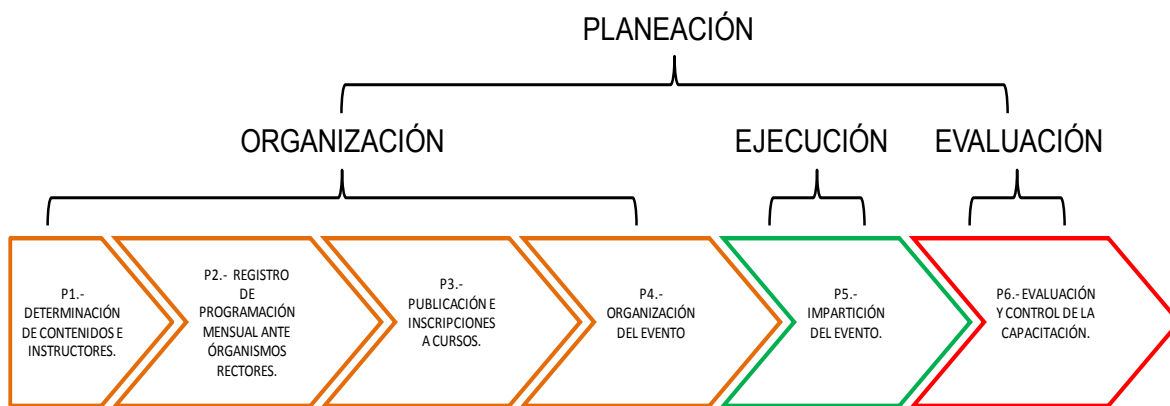 PLANEACIÓN
ORGANIZACIÓN
EJECUCIÓN
EVALUACIÓN
P1.-
DETERMINACIÓN
DE CONTENIDOS E
INSTRUCTORES.
P2.- REGISTRO
DE
PROGRAMACIÓN
MENSUAL ANTE
ÓRGANISMOS
RECTORES.
P3.-
PUBLICACIÓN E
INSCRIPCIONES
A CURSOS.
P4.-
ORGANIZACIÓN
DEL EVENTO
P5.-
IMPARTICIÓN
DEL EVENTO.
P6.- EVALUACIÓN
Y CONTROL DE LA
CAPACITACIÓN.